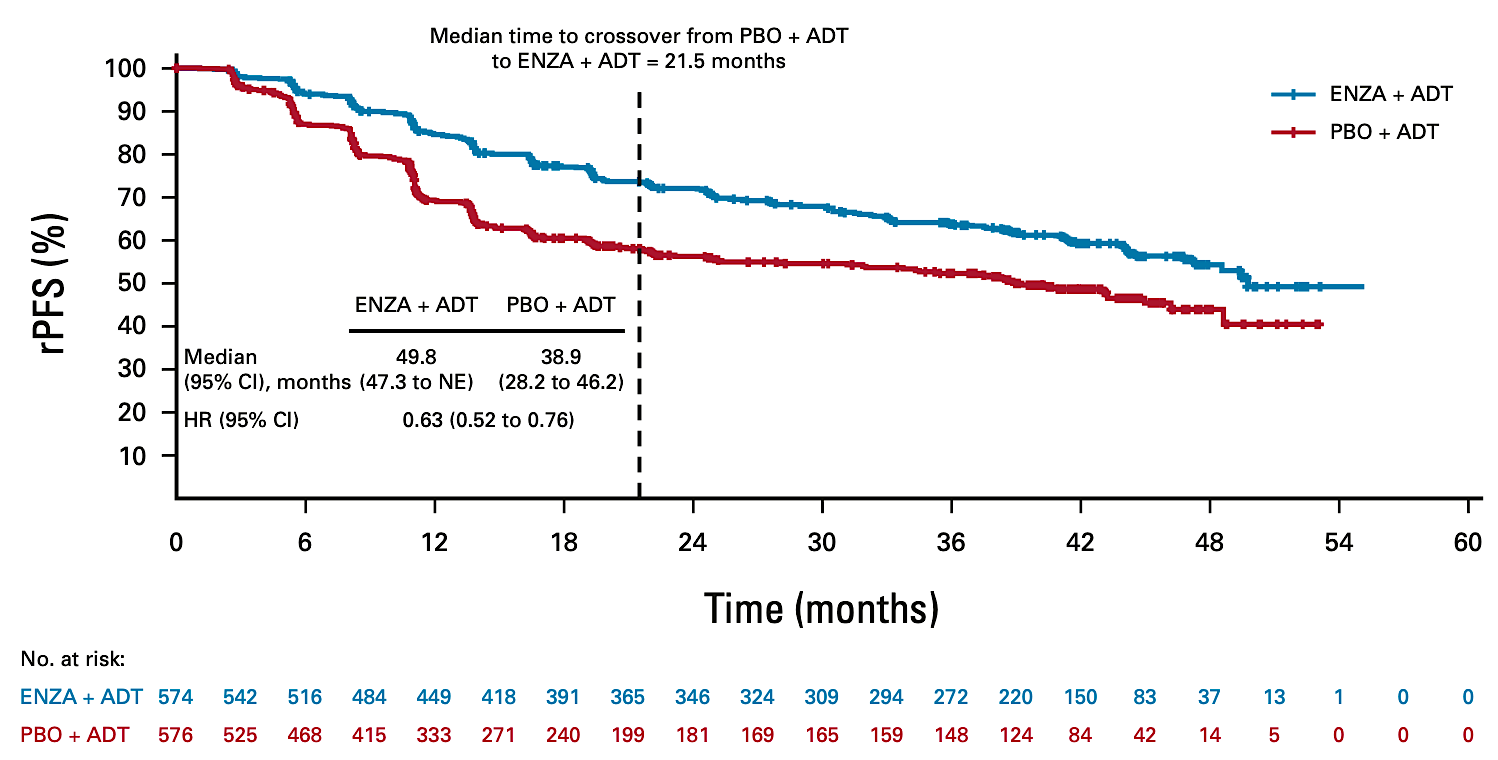 Median time to crossover from PBO + ADT
to ENZA + ADT = 21.5 months
ENZA + ADT
PBO + ADT
rPFS (%)
100
90
80
70
60
50
40
30
20
10
ENZA + ADT PBO + ADT
Median 49.8 38.9
(95% CI), months (47.3 to NE) (28.2 to 46.2)
HR (95% CI) 0.63 (0.52 to 0.76)
0 6 12 18 24 30 36 42 48 54 60
Time (months)
No. at risk:
ENZA + ADT 574 542 516 484 449 418 391 365 346 324 309 294 272 220 150 83 37 13 1 0 0
PBO + ADT 576 525 468 415 333 271 240 199 181 169 165 159 148 124 84 42 14 5 0 0 0